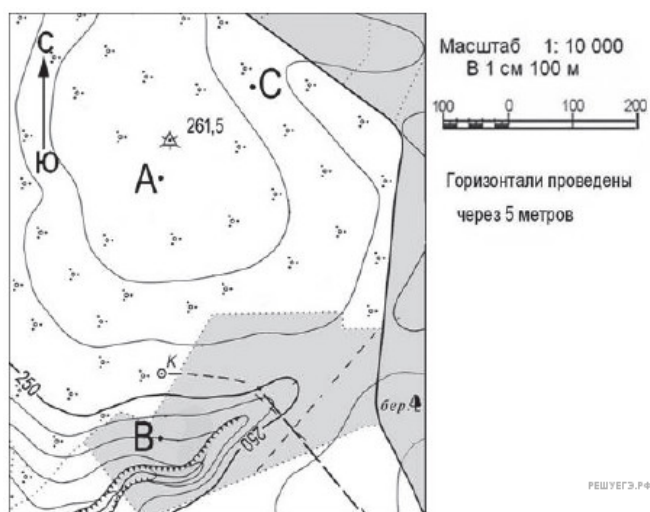 С
Ю
А
261,5
С
К
250
В
250
бер.
Масштаб 1: 10 000
В 1 см 100 м
100 0 100 200
Горизонтали проведены
через 5 метров
РЕШУЕГЭ.РФ